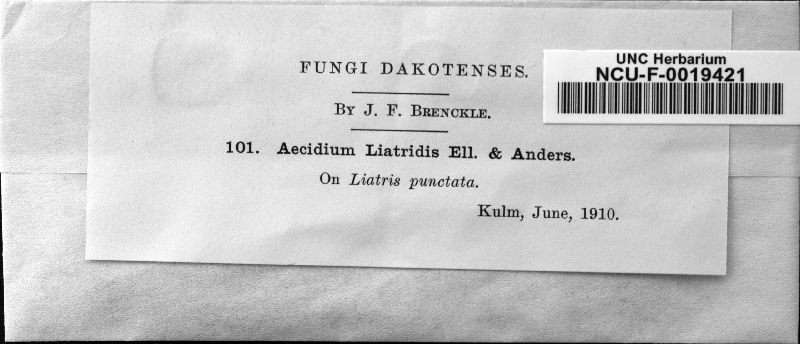 FUNGI DAKOTENSES.
BY J. F. BRENCKLE.
101. Aecidium Liatridis Ell. & Anders.
On Liatris punctata.
Kulm, June, 1910.
UNC Herbarium
NCU-F-0019421